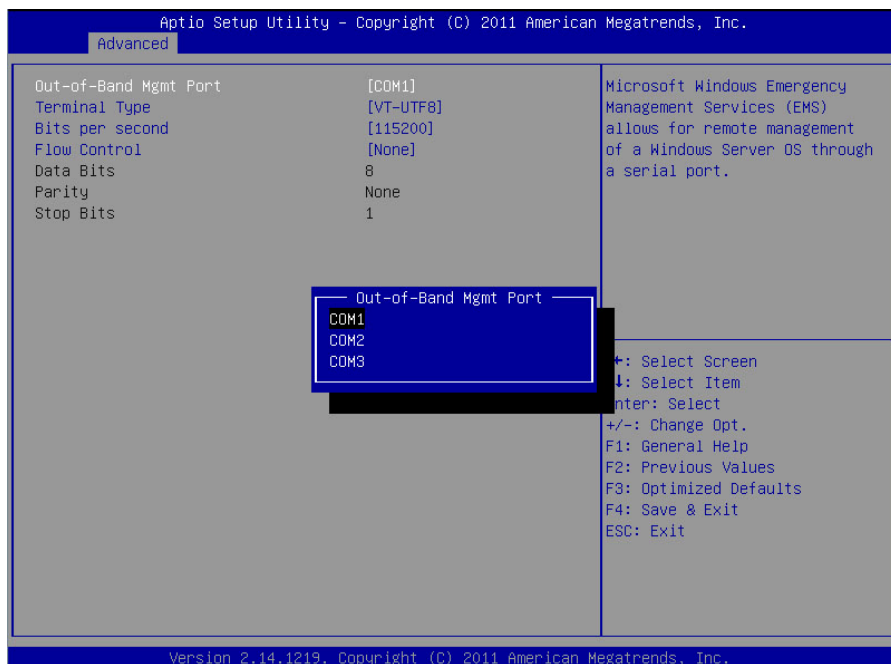 Aptio Setup Utility – Copyright (C) 2011 American Megatrends, Inc.
Advanced
Out-of-Band Mgmt Port [COM1]
Terminal Type [VT-UTF8]
Bits per second [115200]
Flow Control [None]
Data Bits 8
Parity None
Stop Bits 1
Microsoft Windows Emergency
Management Services (EMS)
allows for remote management
of a Windows Server OS through
a serial port.
Out-of-Band Mgmt Port
COM1
COM2
COM3
←: Select Screen
↓: Select Item
nter: Select
+/-: Change Opt.
F1: General Help
F2: Previous Values
F3: Optimized Defaults
F4: Save & Exit
ESC: Exit
Version 2.14.1219. Copyright (C) 2011 American Megatrends, Inc.